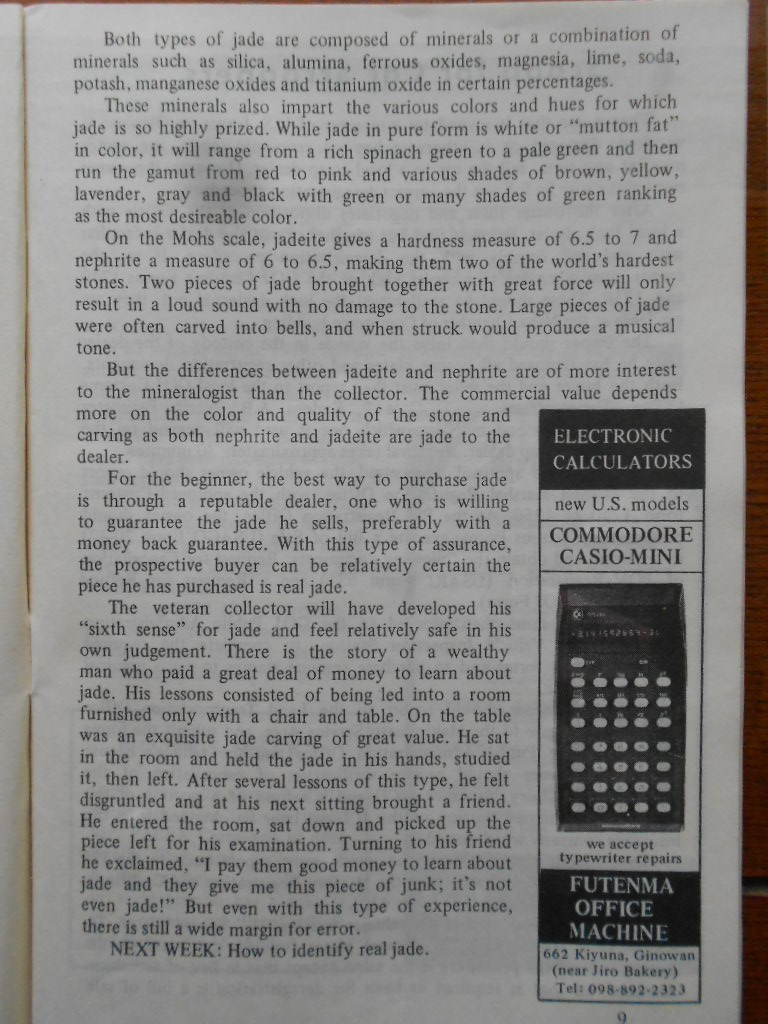 Both types of jade are composed of minerals or a combination of
minerals such as silica, alumina, ferrous oxides, magnesia, lime, soda,
potash, manganese oxides and titanium oxide in certain percentages.
These minerals also impart the various colors and hues for which
jade is so highly prized. While jade in pure form is white or “mutton fat”
in color, it will range from a rich spinach green to a pale green and then
run the gamut from red to pink and various shades of brown, yellow,
lavender, gray and black with green or many shades of green ranking
as the most desireable color.
On the Mohs scale, jadeite gives a hardness measure of 6.5 to 7 and
nephrite a measure of 6 to 6.5, making them two of the world's hardest
stones. Two pieces of jade brought together with great force will only
result in a loud sound with no damage to the stone. Large pieces of jade
were often carved into bells, and when struck would produce a musical
tone.
But the differences between jadeite and nephrite are of more interest
to the mineralogist than the collector. The commercial value depends
more on the color and quality of the stone and
carving as both nephrite and jadeite are jade to the
dealer.
For the beginner, the best way to purchase jade
is through a reputable dealer, one who is willing
to guarantee the jade he sells, preferably with a
money back guarantee. With this type of assurance,
the prospective buyer can be relatively certain the
piece he has purchased is real jade.
The veteran collector will have developed his
“sixth sense” for jade and feel relatively safe in his
own judgement. There is the story of a wealthy
man who paid a great deal of money to learn about
jade. His lessons consisted of being led into a room
furnished only with a chair and table. On the table
was an exquisite jade carving of great value. He sat
in the room and held the jade in his hands, studied
it, then left. After several lessons of this type, he felt
disgruntled and at his next sitting brought a friend.
He entered the room, sat down and picked up the
piece left for his examination. Turning to his friend
he exclaimed, “I pay them good money to learn about
jade and they give me this piece of junk; it's not
even jade!” But even with this type of experience,
there is still a wide margin for error.
NEXT WEEK: How to identify real jade.
ELECTRONIC
CALCULATORS
new U.S. models
COMMODORE
CASIO-MINI
we accept
typewriter repairs
FUTENMA
OFFICE
MACHINE
662 Kiyuna, Ginowan
(near Jiro Bakery)
Tel: 098-892-2323
9